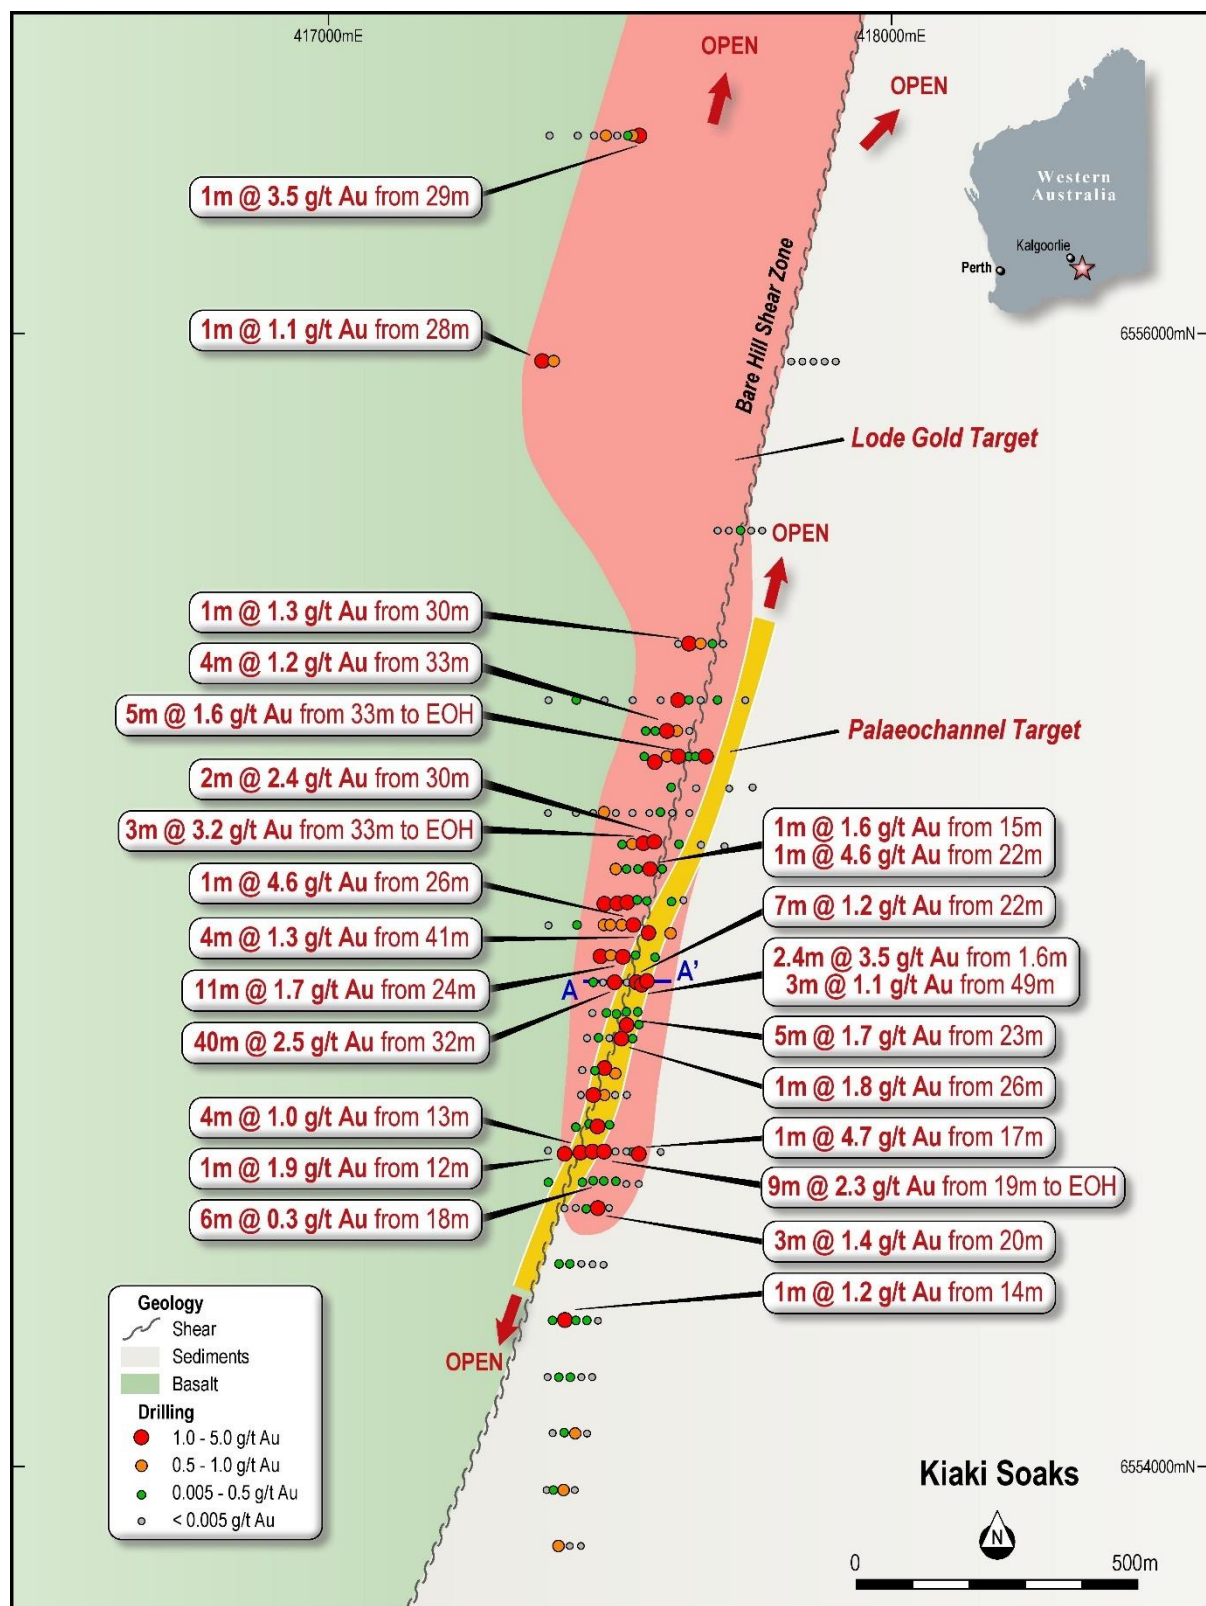 417000mE
418000mE
OPEN
OPEN
Western
Australia
Kalgoorlie
Perth
1m @ 3.5 g/t Au from 29m
Bare Hill Shear Zone
1m @ 1.1 g/t Au from 28m
6556000mN
Lode Gold Target
OPEN
1m @ 1.3 g/t Au from 30m
4m @ 1.2 g/t Au from 33m
5m @ 1.6 g/t Au from 33m to EOH
Palaeochannel Target
2m @ 2.4 g/t Au from 30m
3m @ 3.2 g/t Au from 33m to EOH
1m @ 1.6 g/t Au from 15m
1m @ 4.6 g/t Au from 22m
1m @ 4.6 g/t Au from 26m
7m @ 1.2 g/t Au from 22m
4m @ 1.3 g/t Au from 41m
2.4m @ 3.5 g/t Au from 1.6m
3m @ 1.1 g/t Au from 49m
A
A'
11m @ 1.7 g/t Au from 24m
40m @ 2.5 g/t Au from 32m
5m @ 1.7 g/t Au from 23m
1m @ 1.8 g/t Au from 26m
4m @ 1.0 g/t Au from 13m
1m @ 4.7 g/t Au from 17m
1m @ 1.9 g/t Au from 12m
9m @ 2.3 g/t Au from 19m to EOH
6m @ 0.3 g/t Au from 18m
3m @ 1.4 g/t Au from 20m
1m @ 1.2 g/t Au from 14m
OPEN
Geology
Shear
Sediments
Basalt
Drilling
1.0 - 5.0 g/t Au
0.5 - 1.0 g/t Au
0.005 - 0.5 g/t Au
< 0.005 g/t Au
Kiaki Soaks
6554000mN
N
0
500m